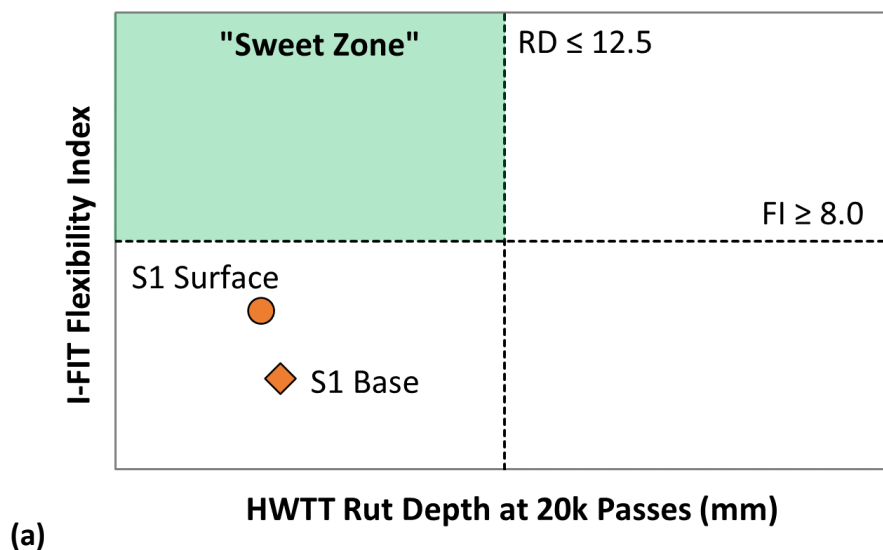 "Sweet Zone"
RD ≤ 12.5
FI ≥ 8.0
I-FIT Flexibility Index
S1 Surface
S1 Base
HWTT Rut Depth at 20k Passes (mm)
(a)